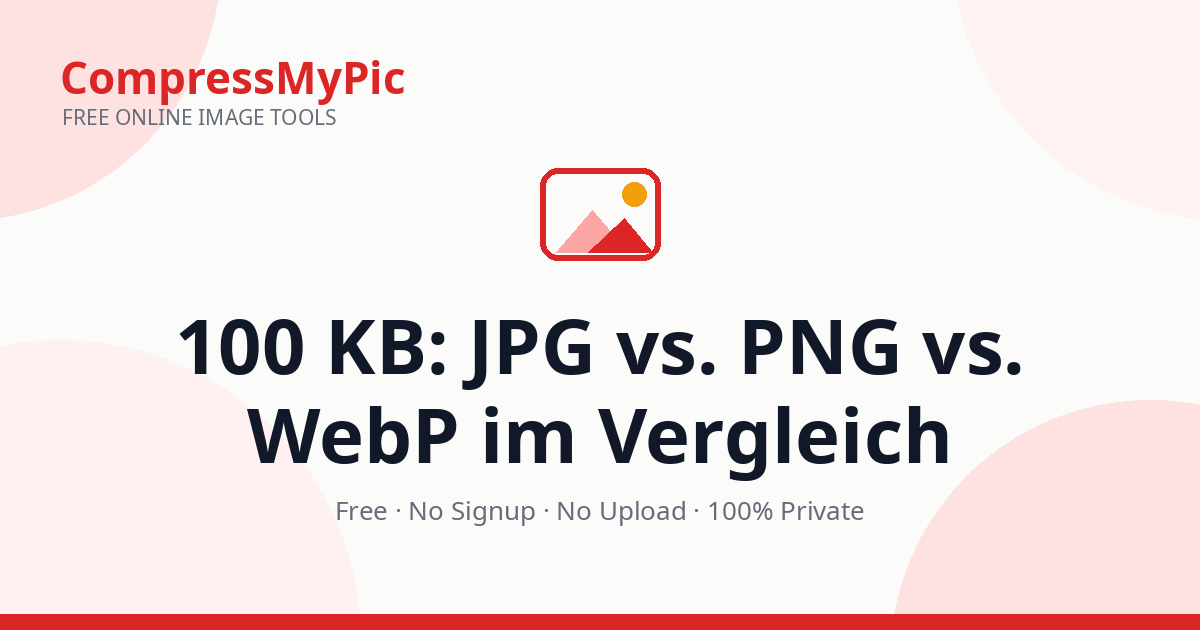 CompressMyPic
FREE ONLINE IMAGE TOOLS
100 KB: JPG vs. PNG vs.
WebP im Vergleich
Free · No Signup · No Upload · 100% Private